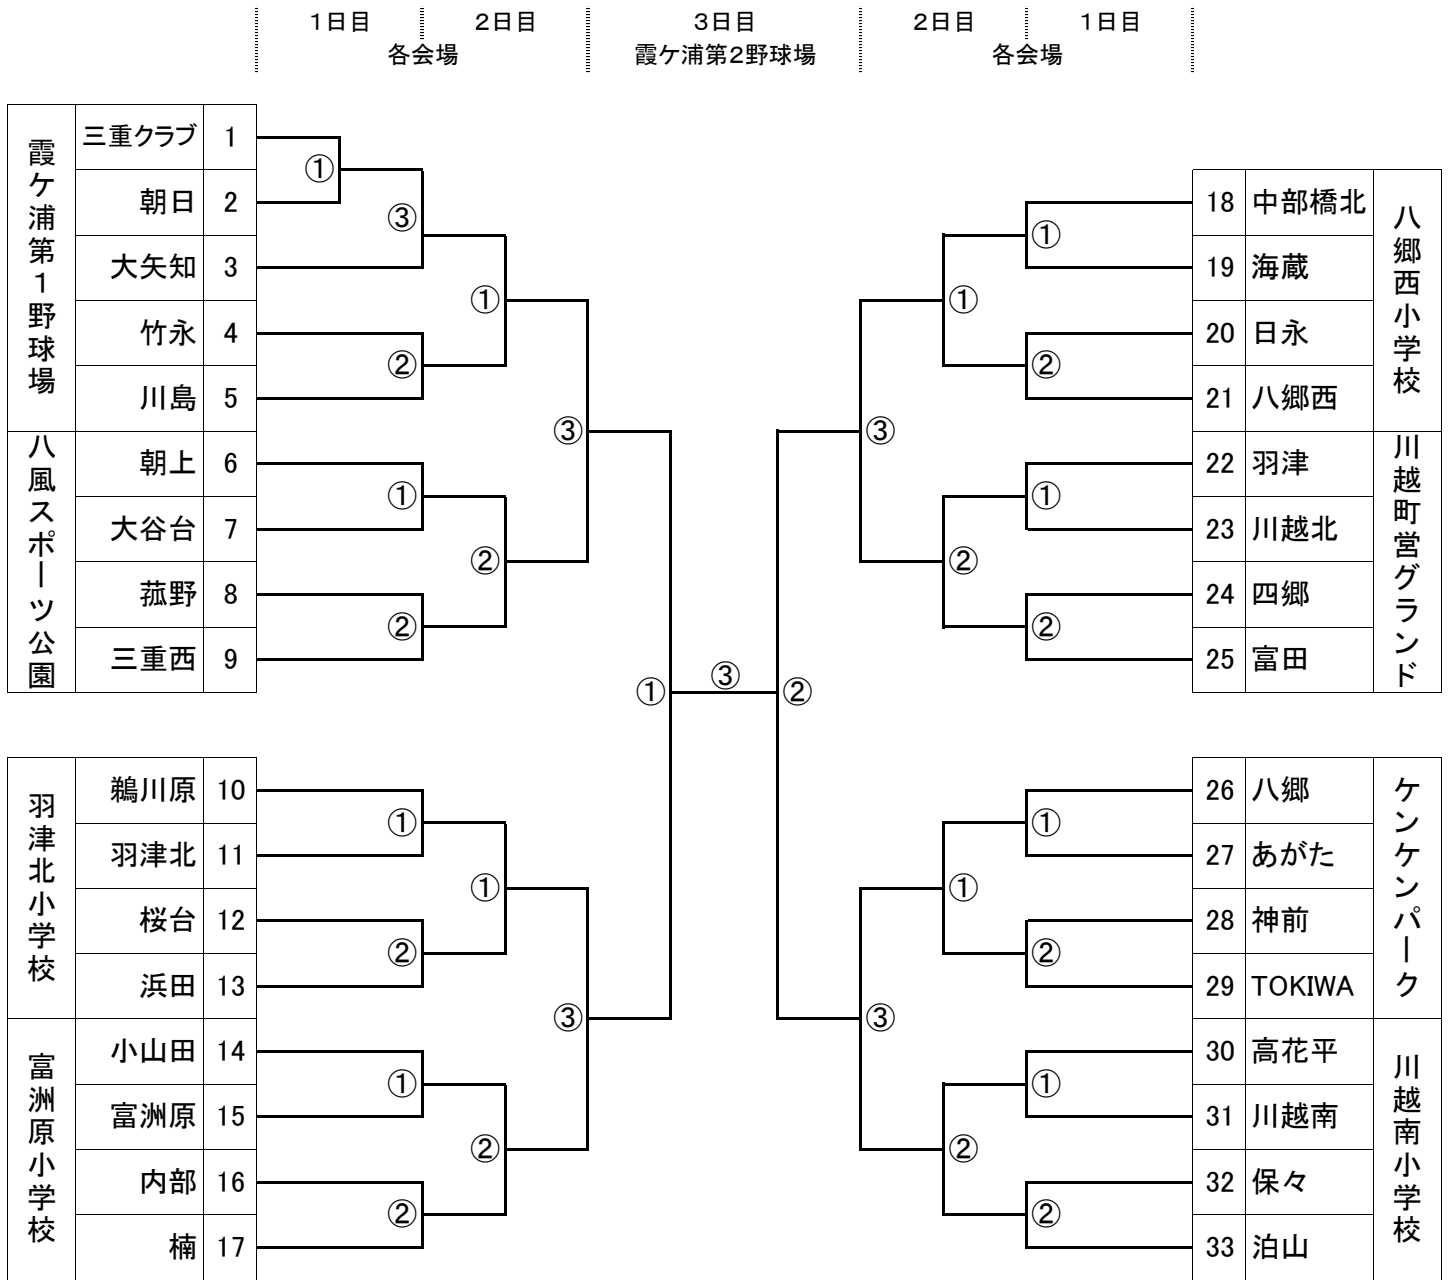 1日目 2日目 3日目 2日目 1日目
各会場 霞ケ浦第2野球場 各会場
霞ケ浦第1野球場
三重クラブ 1
朝日 2
大矢知 3
竹永 4
川島 5
八風スポーツ公園
朝上 6
大谷台 7
菰野 8
三重西 9
羽津北小学校
鵜川原 10
羽津北 11
桜台 12
浜田 13
富洲原小学校
小山田 14
富洲原 15
内部 16
楠 17
①
③
②
①
①
②
②
③
①
②
①
①
②
②
③
①
③
②
①
②
①
①
②
②
③
①
②
①
①
②
②
③
八郷西小学校
18 中部橋北
19 海蔵
20 日永
21 八郷西
川越町営グランド
22 羽津
23 川越北
24 四郷
25 富田
ケンケンパーク
26 八郷
27 あがた
28 神前
29 TOKIWA
川越南小学校
30 高花平
31 川越南
32 保々
33 泊山